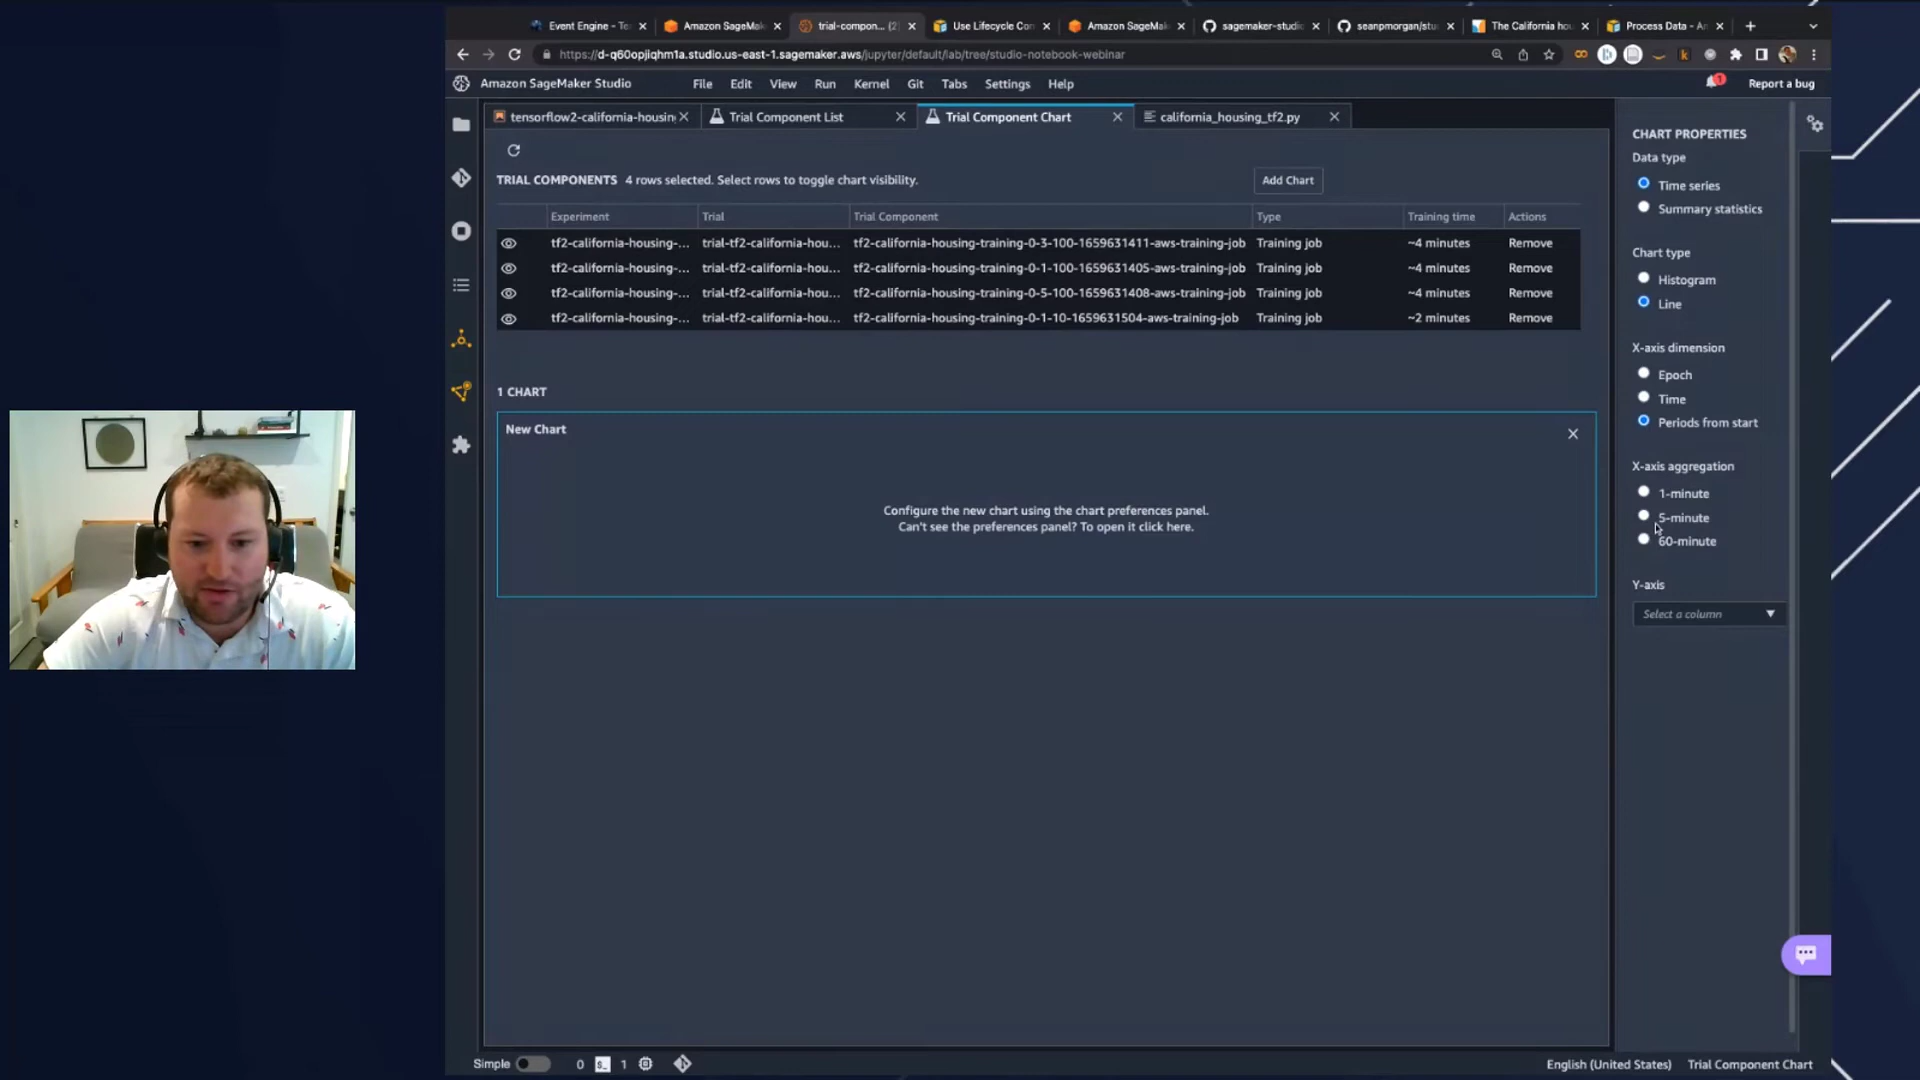 Event Engine - To
Amazon SageMak
trial-compon... (2)
Use Lifecycle Con
Amazon SageMak
sagemaker-studi
seanpmorgan/stu
The California hou
Process Data - An
https://d-q60opjiqhm1a.studio.us-east-1.sagemaker.aws/jupyter/default/lab/tree/studio-notebook-webinar
Amazon SageMaker Studio File Edit View Run Kernel Git Tabs Settings Help 1 Report a bug
tensorflow2-california-housin
Trial Component List
Trial Component Chart
california_housing_tf2.py
TRIAL COMPONENTS 4 rows selected. Select rows to toggle chart visibility. Add Chart
Experiment Trial Trial Component Type Training time Actions
tf2-california-housing-... trial-tf2-california-hou... tf2-california-housing-training-0-3-100-1659631411-aws-training-job Training job ~4 minutes Remove
tf2-california-housing-... trial-tf2-california-hou... tf2-california-housing-training-0-1-100-1659631405-aws-training-job Training job ~4 minutes Remove
tf2-california-housing-... trial-tf2-california-hou... tf2-california-housing-training-0-5-100-1659631408-aws-training-job Training job ~4 minutes Remove
tf2-california-housing-... trial-tf2-california-hou... tf2-california-housing-training-0-1-10-1659631504-aws-training-job Training job ~2 minutes Remove
1 CHART
New Chart
Configure the new chart using the chart preferences panel.
Can't see the preferences panel? To open it click here.
CHART PROPERTIES
Data type
Time series
Summary statistics
Chart type
Histogram
Line
X-axis dimension
Epoch
Time
Periods from start
X-axis aggregation
1-minute
5-minute
60-minute
Y-axis
Select a column
Simple 0 1 English (United States) Trial Component Chart